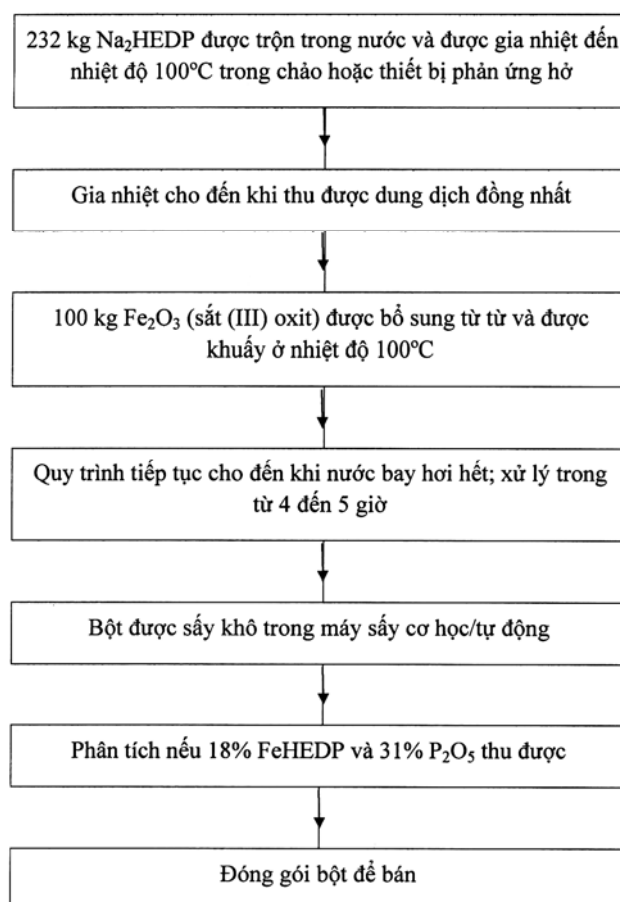 232 kg Na₂HEDP được trộn trong nước và được gia nhiệt đến
nhiệt độ 100ºC trong chảo hoặc thiết bị phản ứng hở
Gia nhiệt cho đến khi thu được dung dịch đồng nhất
100 kg Fe₂O₃ (sắt (III) oxit) được bổ sung từ từ và được
khuấy ở nhiệt độ 100ºC
Quy trình tiếp tục cho đến khi nước bay hơi hết; xử lý trong
từ 4 đến 5 giờ
Bột được sấy khô trong máy sấy cơ học/tự động
Phân tích nếu 18% FeHEDP và 31% P₂O₅ thu được
Đóng gói bột để bán